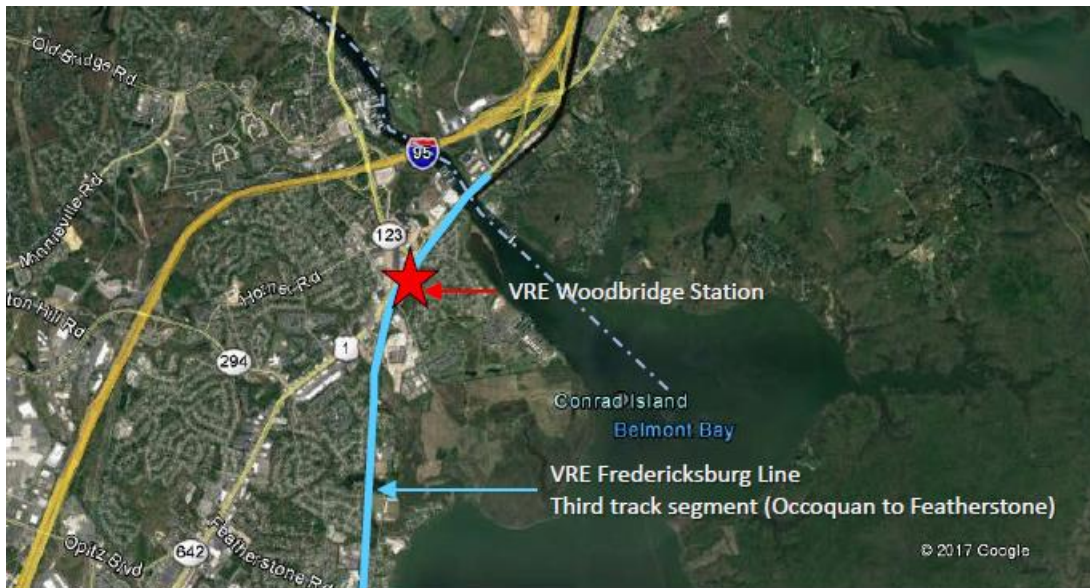 Old Bridge Rd
95
Minnieville Rd
123
VRE Woodbridge Station
Horner Rd
ton Hill Rd
1
294
Conrad Island
Belmont Bay
VRE Fredericksburg Line
Third track segment (Occoquan to Featherstone)
Featherstone Rd
Opitz Blvd
642
© 2017 Google